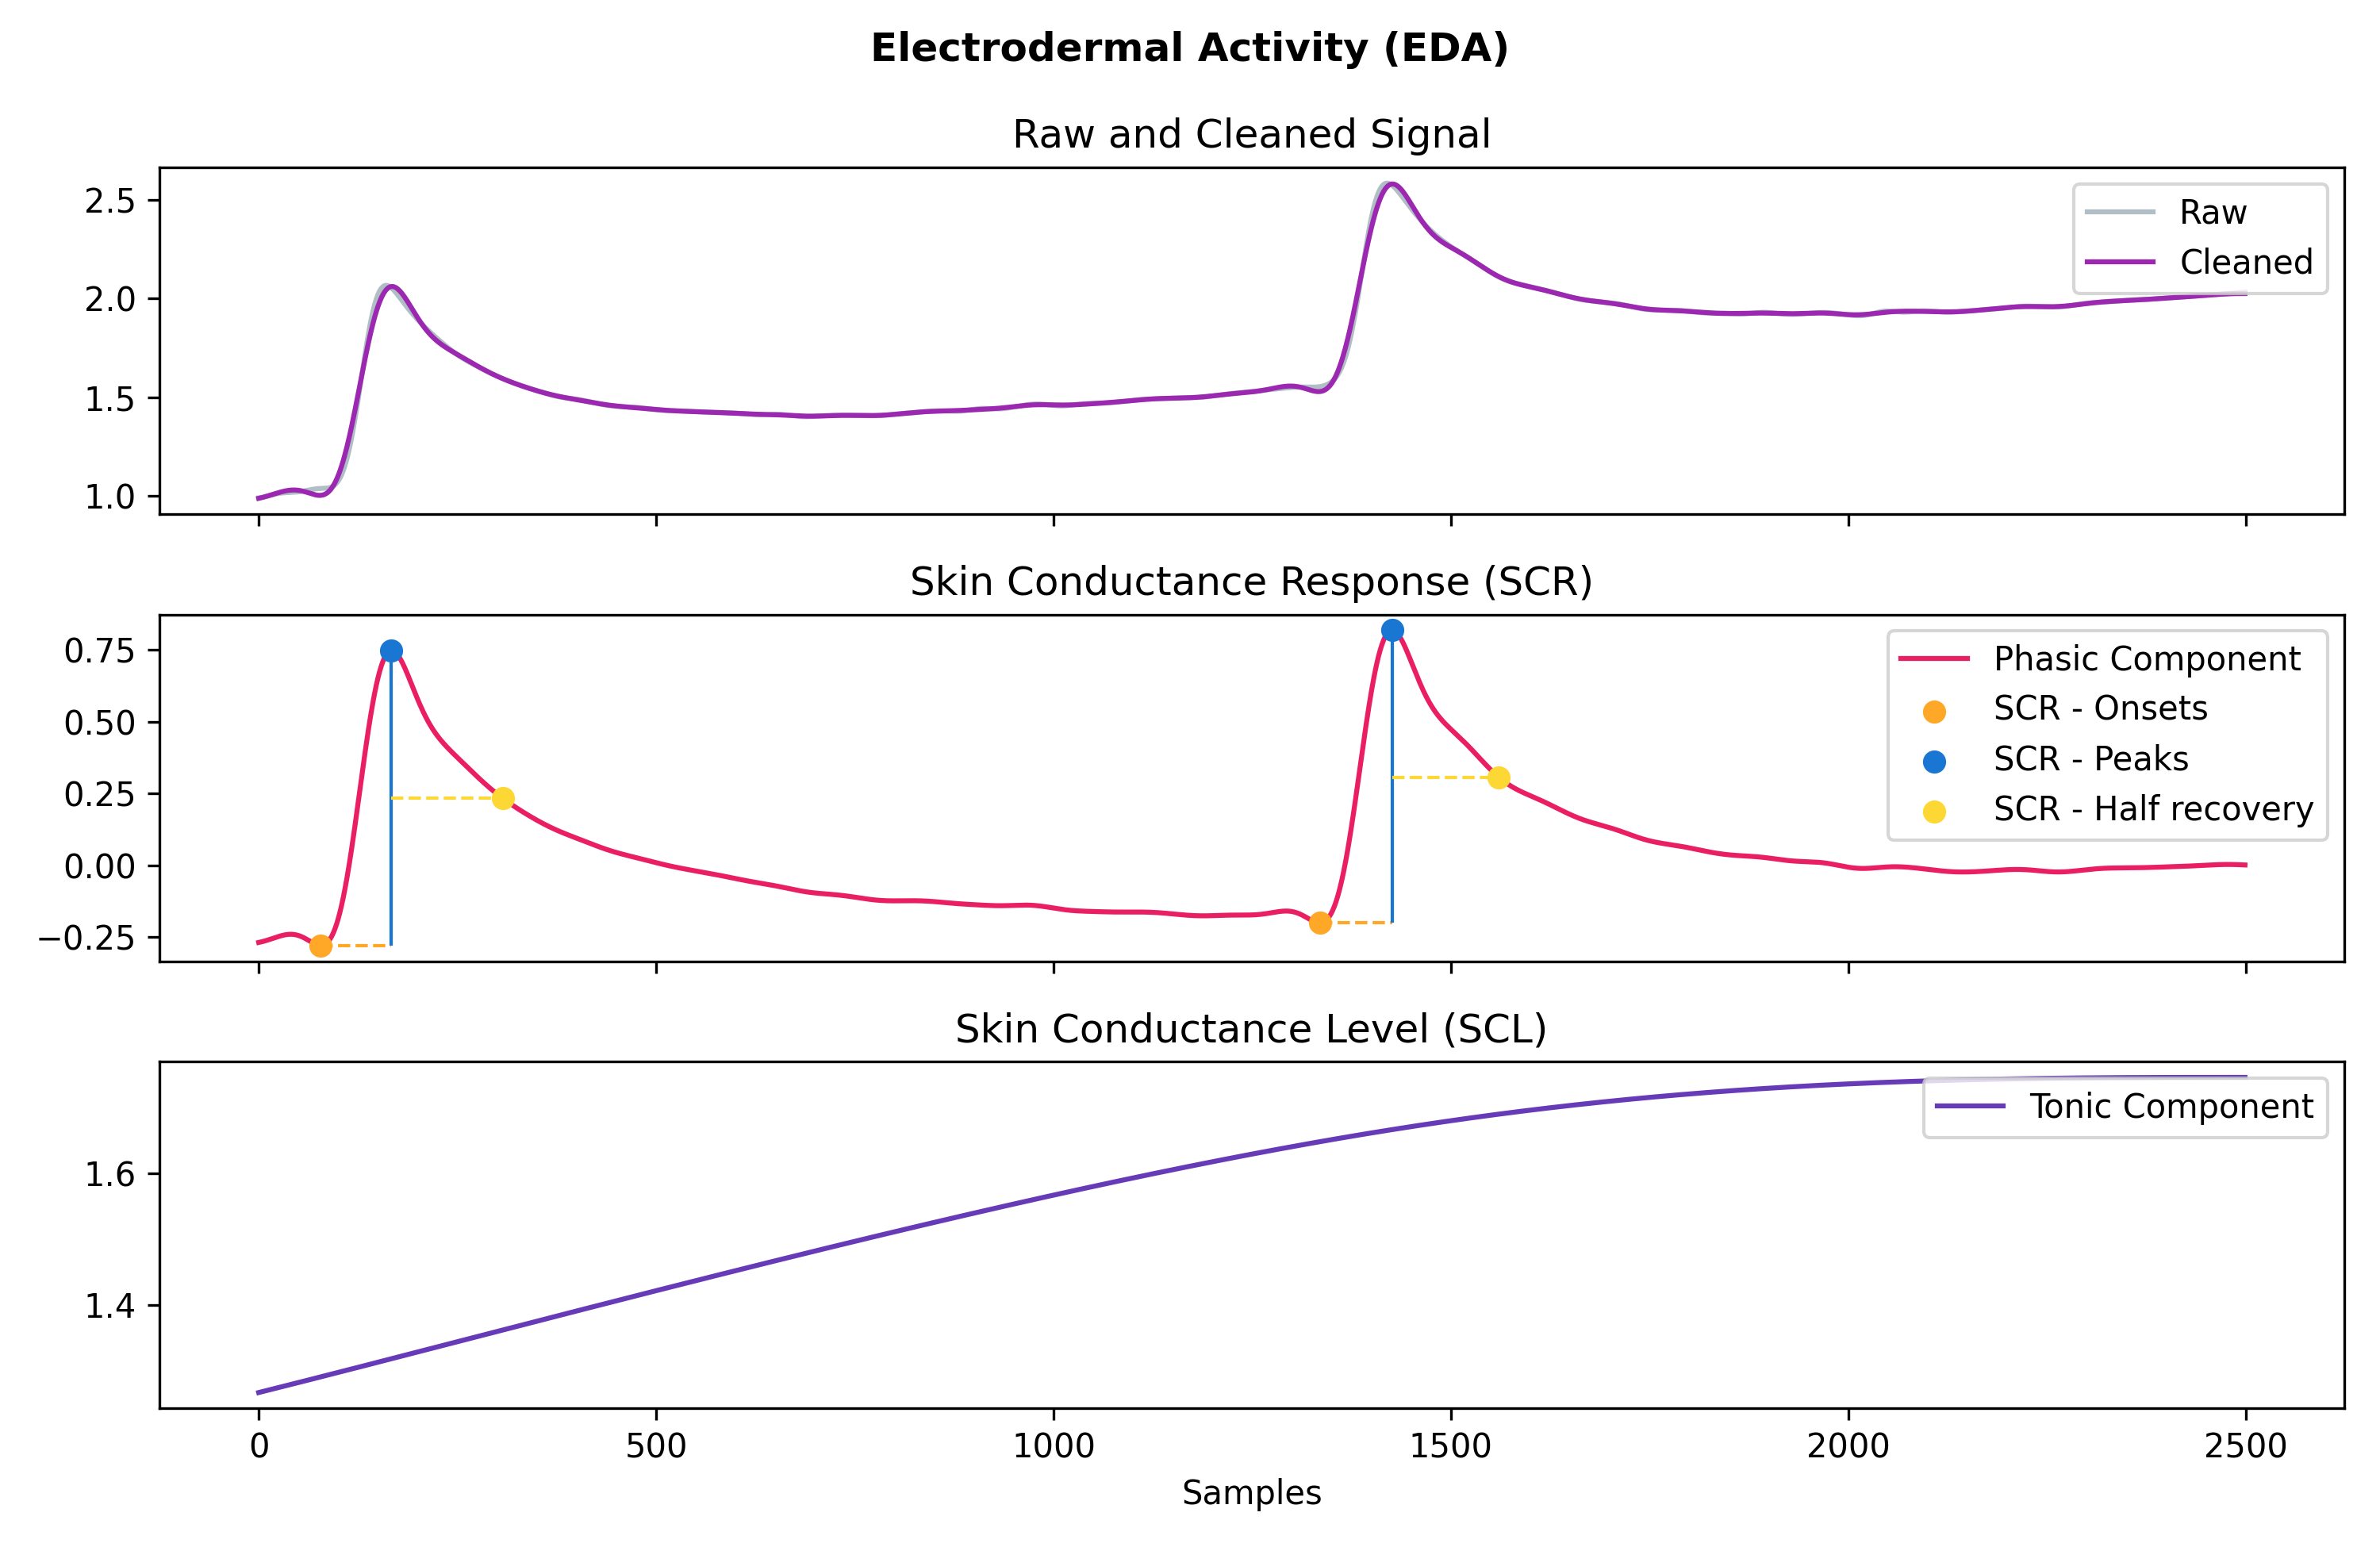 Electrodermal Activity (EDA)
Raw and Cleaned Signal
2.5
2.0
1.5
1.0
Raw
Cleaned
Skin Conductance Response (SCR)
0.75
0.50
0.25
0.00
−0.25
Phasic Component
SCR - Onsets
SCR - Peaks
SCR - Half recovery
Skin Conductance Level (SCL)
1.6
1.4
Tonic Component
0 500 1000 1500 2000 2500
Samples